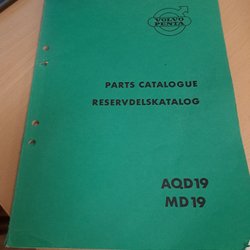 VOLVO
PENTA
PARTS CATALOGUE
RESERVDELSKATALOG
AQD19
MD19